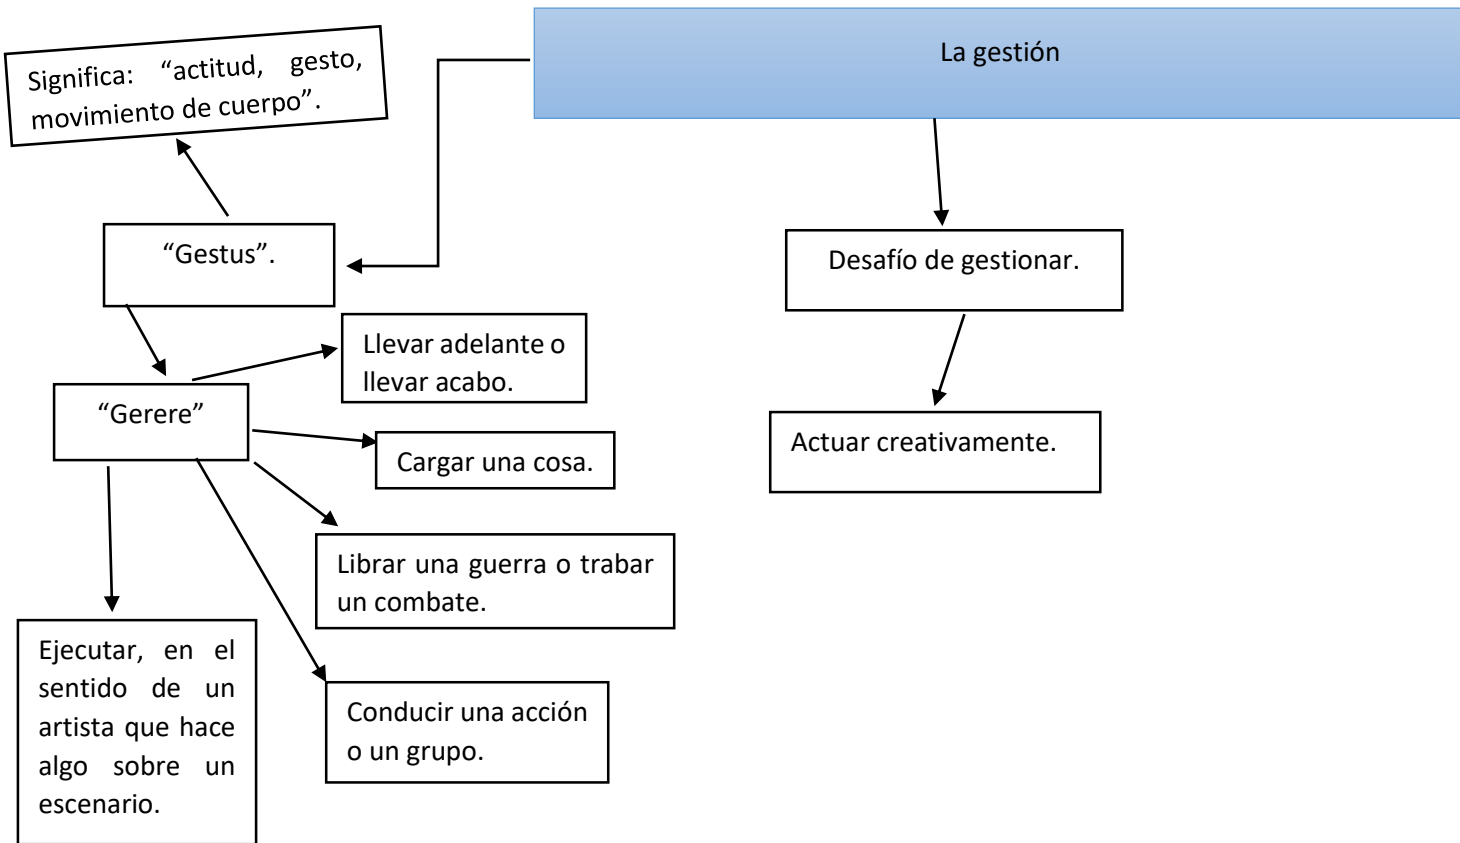 La gestión
Significa: “actitud, gesto,
movimiento de cuerpo”.
“Gestus”.
Desafío de gestionar.
Llevar adelante o
llevar acabo.
“Gerere”
Cargar una cosa.
Actuar creativamente.
Librar una guerra o trabar
un combate.
Ejecutar, en el
sentido de un
artista que hace
algo sobre un
escenario.
Conducir una acción
o un grupo.